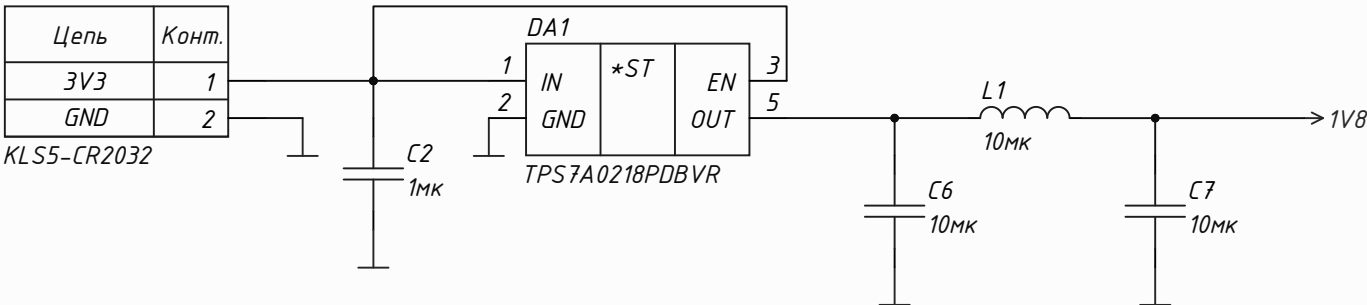 DA1
Цепь Конт.
3V3 1
GND 2
KLS5-CR2032
1 IN *ST EN 3
2 GND OUT 5
TPS7A0218PDBVR
C2
1мк
L1
10мк
1V8
C6
10мк
C7
10мк